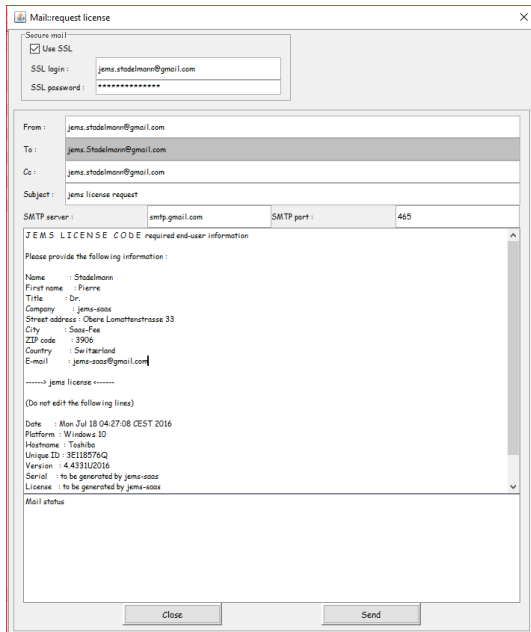 Mail::request license
Secure mail
Use SSL
SSL login : jems.stadelmann@gmail.com
SSL password : **************
From : jems.stadelmann@gmail.com
To : jems.Stadelmann@gmail.com
Cc : jems.stadelmann@gmail.com
Subject : jems license request
SMTP server : smtp.gmail.com SMTP port : 465
J E M S L I C E N S E C O D E required end-user information
Please provide the following information :
Name : Stadelmann
First name : Pierre
Title : Dr.
Company : jems-saas
Street address : Obere Lomattenstrasse 33
City : Saas-Fee
ZIP code : 3906
Country : Switzerland
E-mail : jems-saas@gmail.com
------> jems license <------
(Do not edit the following lines)
Date : Mon Jul 18 04:27:08 CEST 2016
Platform : Windows 10
Hostname : Toshiba
Unique ID : 3E118576Q
Version : 4.4331U2016
Serial : to be generated by jems-saas
License : to be generated by jems-saas
Mail status
Close Send